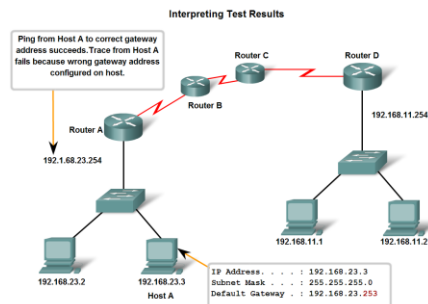 Interpreting Test Results
Ping from Host A to correct gateway
address succeeds.Trace from Host A
fails because wrong gateway address
configured on host.
Router C
Router D
Router B
Router A
192.168.11.254
192.1.68.23.254
192.168.11.1
192.168.11.2
192.168.23.2
192.168.23.3
Host A
IP Address. . . . : 192.168.23.3
Subnet Mask . . . : 255.255.255.0
Default Gateway . : 192.168.23.253